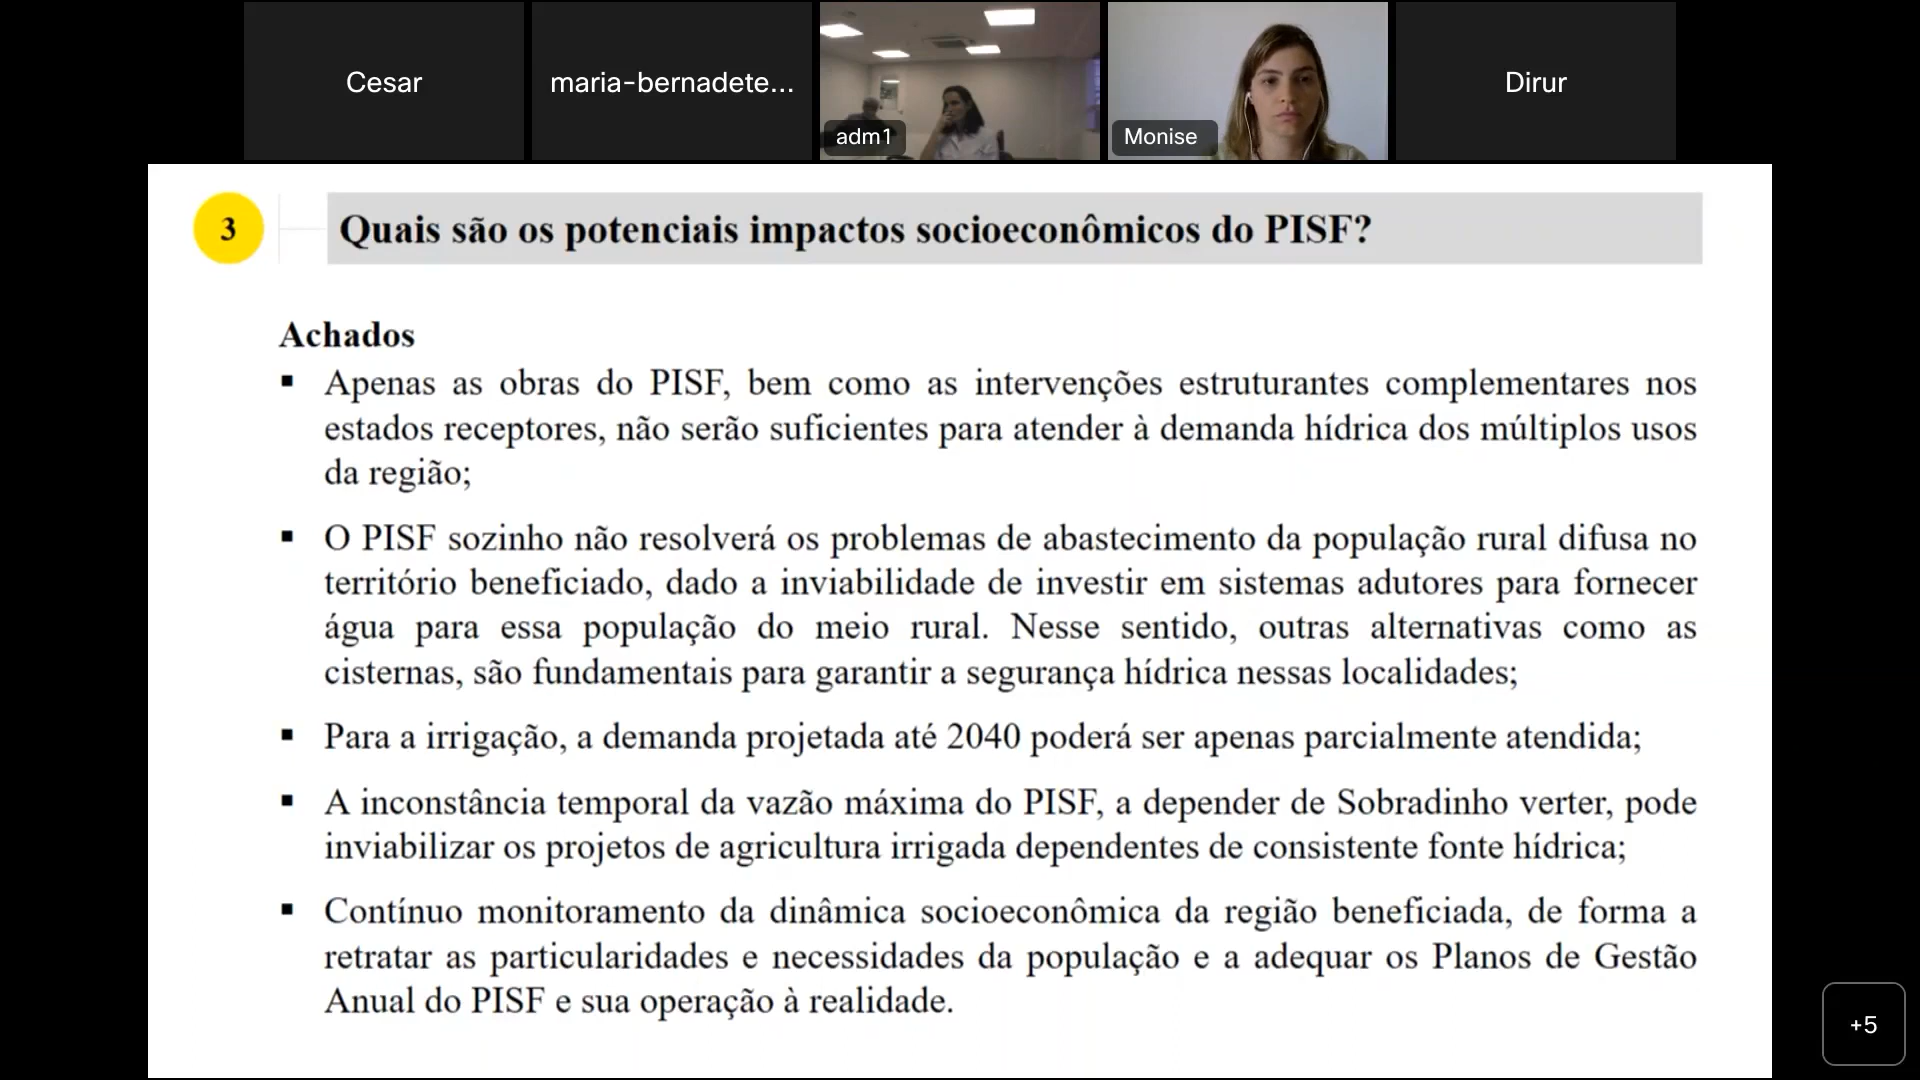 Cesar
maria-bernadete...
adm1
Monise
Dirur
3
Quais são os potenciais impactos socioeconômicos do PISF?
Achados
▪ Apenas as obras do PISF, bem como as intervenções estruturantes complementares nos
estados receptores, não serão suficientes para atender à demanda hídrica dos múltiplos usos
da região;
▪ O PISF sozinho não resolverá os problemas de abastecimento da população rural difusa no
território beneficiado, dado a inviabilidade de investir em sistemas adutores para fornecer
água para essa população do meio rural. Nesse sentido, outras alternativas como as
cisternas, são fundamentais para garantir a segurança hídrica nessas localidades;
▪ Para a irrigação, a demanda projetada até 2040 poderá ser apenas parcialmente atendida;
▪ A inconstância temporal da vazão máxima do PISF, a depender de Sobradinho verter, pode
inviabilizar os projetos de agricultura irrigada dependentes de consistente fonte hídrica;
▪ Contínuo monitoramento da dinâmica socioeconômica da região beneficiada, de forma a
retratar as particularidades e necessidades da população e a adequar os Planos de Gestão
Anual do PISF e sua operação à realidade.
+5